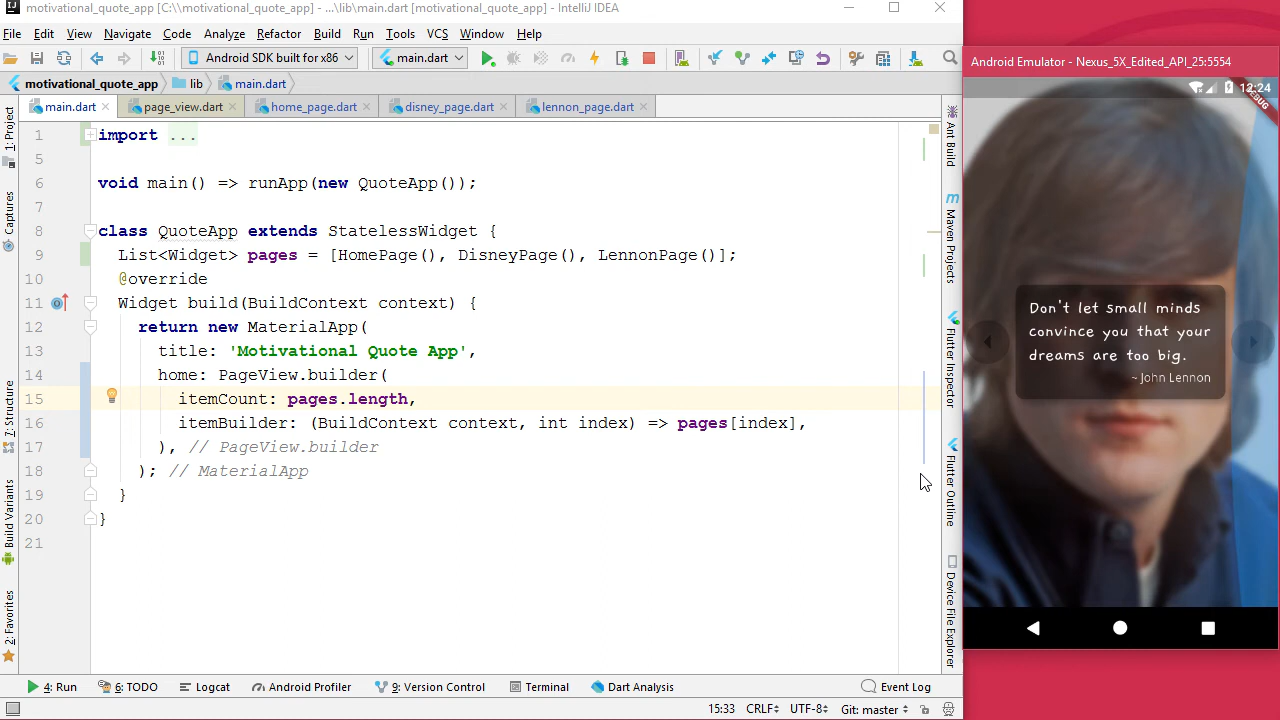 motivational_quote_app [C:\\motivational_quote_app] - ...\lib\main.dart [motivational_quote_app] - IntelliJ IDEA
File Edit View Navigate Code Analyze Refactor Build Run Tools VCS Window Help
Android SDK built for x86 main.dart
motivational_quote_app lib main.dart
main.dart page_view.dart home_page.dart disney_page.dart lennon_page.dart
1: Project
Captures
7: Structure
Build Variants
2: Favorites
1 import ...
5
6 void main() => runApp(new QuoteApp());
7
8 class QuoteApp extends StatelessWidget {
9 List<Widget> pages = [HomePage(), DisneyPage(), LennonPage()];
10 @override
11 Widget build(BuildContext context) {
12 return new MaterialApp(
13 title: 'Motivational Quote App',
14 home: PageView.builder(
15 itemCount: pages.length,
16 itemBuilder: (BuildContext context, int index) => pages[index],
17 ), // PageView.builder
18 ); // MaterialApp
19 }
20 }
21
Ant Build
m Maven Projects
Flutter Inspector
Flutter Outline
Device File Explorer
4: Run 6: TODO Logcat Android Profiler 9: Version Control Terminal Dart Analysis Event Log
15:33 CRLF÷ UTF-8÷ Git: master÷
Android Emulator - Nexus_5X_Edited_API_25:5554
12:24
DEBUG
Don't let small minds
convince you that your
dreams are too big.
~ John Lennon